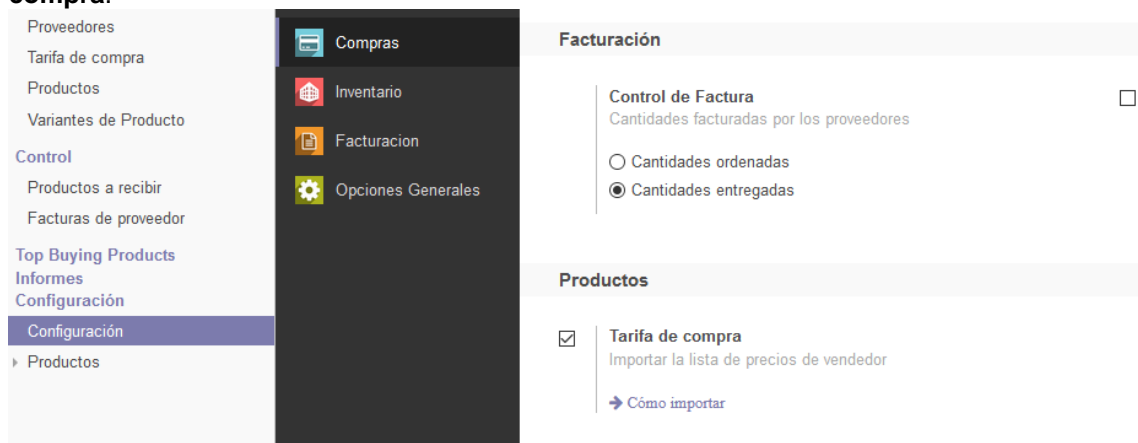 compra.
Proveedores
Tarifa de compra
Productos
Variantes de Producto
Control
Productos a recibir
Facturas de proveedor
Top Buying Products
Informes
Configuración
Configuración
Productos
Compras
Inventario
Facturacion
Opciones Generales
Facturación
Control de Factura
Cantidades facturadas por los proveedores
Cantidades ordenadas
Cantidades entregadas
Productos
Tarifa de compra
Importar la lista de precios de vendedor
Cómo importar